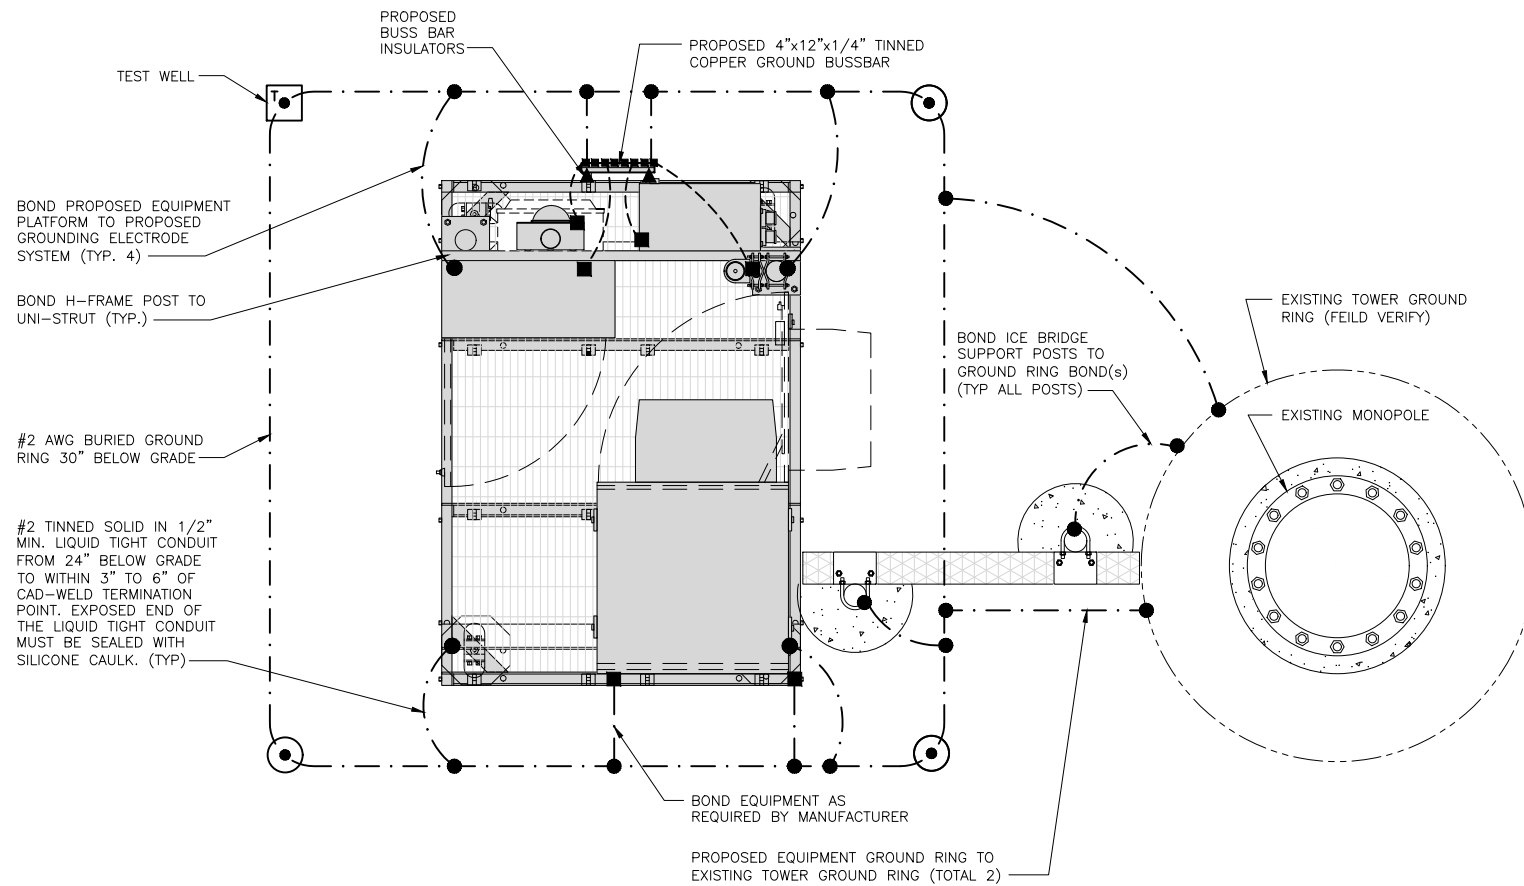 PROPOSED
BUSS BAR
INSULATORS
PROPOSED 4"x12"x1/4" TINNED
COPPER GROUND BUSSBAR
TEST WELL
T
BOND PROPOSED EQUIPMENT
PLATFORM TO PROPOSED
GROUNDING ELECTRODE
SYSTEM (TYP. 4)
BOND H-FRAME POST TO
UNI-STRUT (TYP.)
EXISTING TOWER GROUND
RING (FEILD VERIFY)
BOND ICE BRIDGE
SUPPORT POSTS TO
GROUND RING BOND(s)
(TYP ALL POSTS)
EXISTING MONOPOLE
#2 AWG BURIED GROUND
RING 30" BELOW GRADE
#2 TINNED SOLID IN 1/2"
MIN. LIQUID TIGHT CONDUIT
FROM 24" BELOW GRADE
TO WITHIN 3" TO 6" OF
CAD-WELD TERMINATION
POINT. EXPOSED END OF
THE LIQUID TIGHT CONDUIT
MUST BE SEALED WITH
SILICONE CAULK. (TYP)
BOND EQUIPMENT AS
REQUIRED BY MANUFACTURER
PROPOSED EQUIPMENT GROUND RING TO
EXISTING TOWER GROUND RING (TOTAL 2)